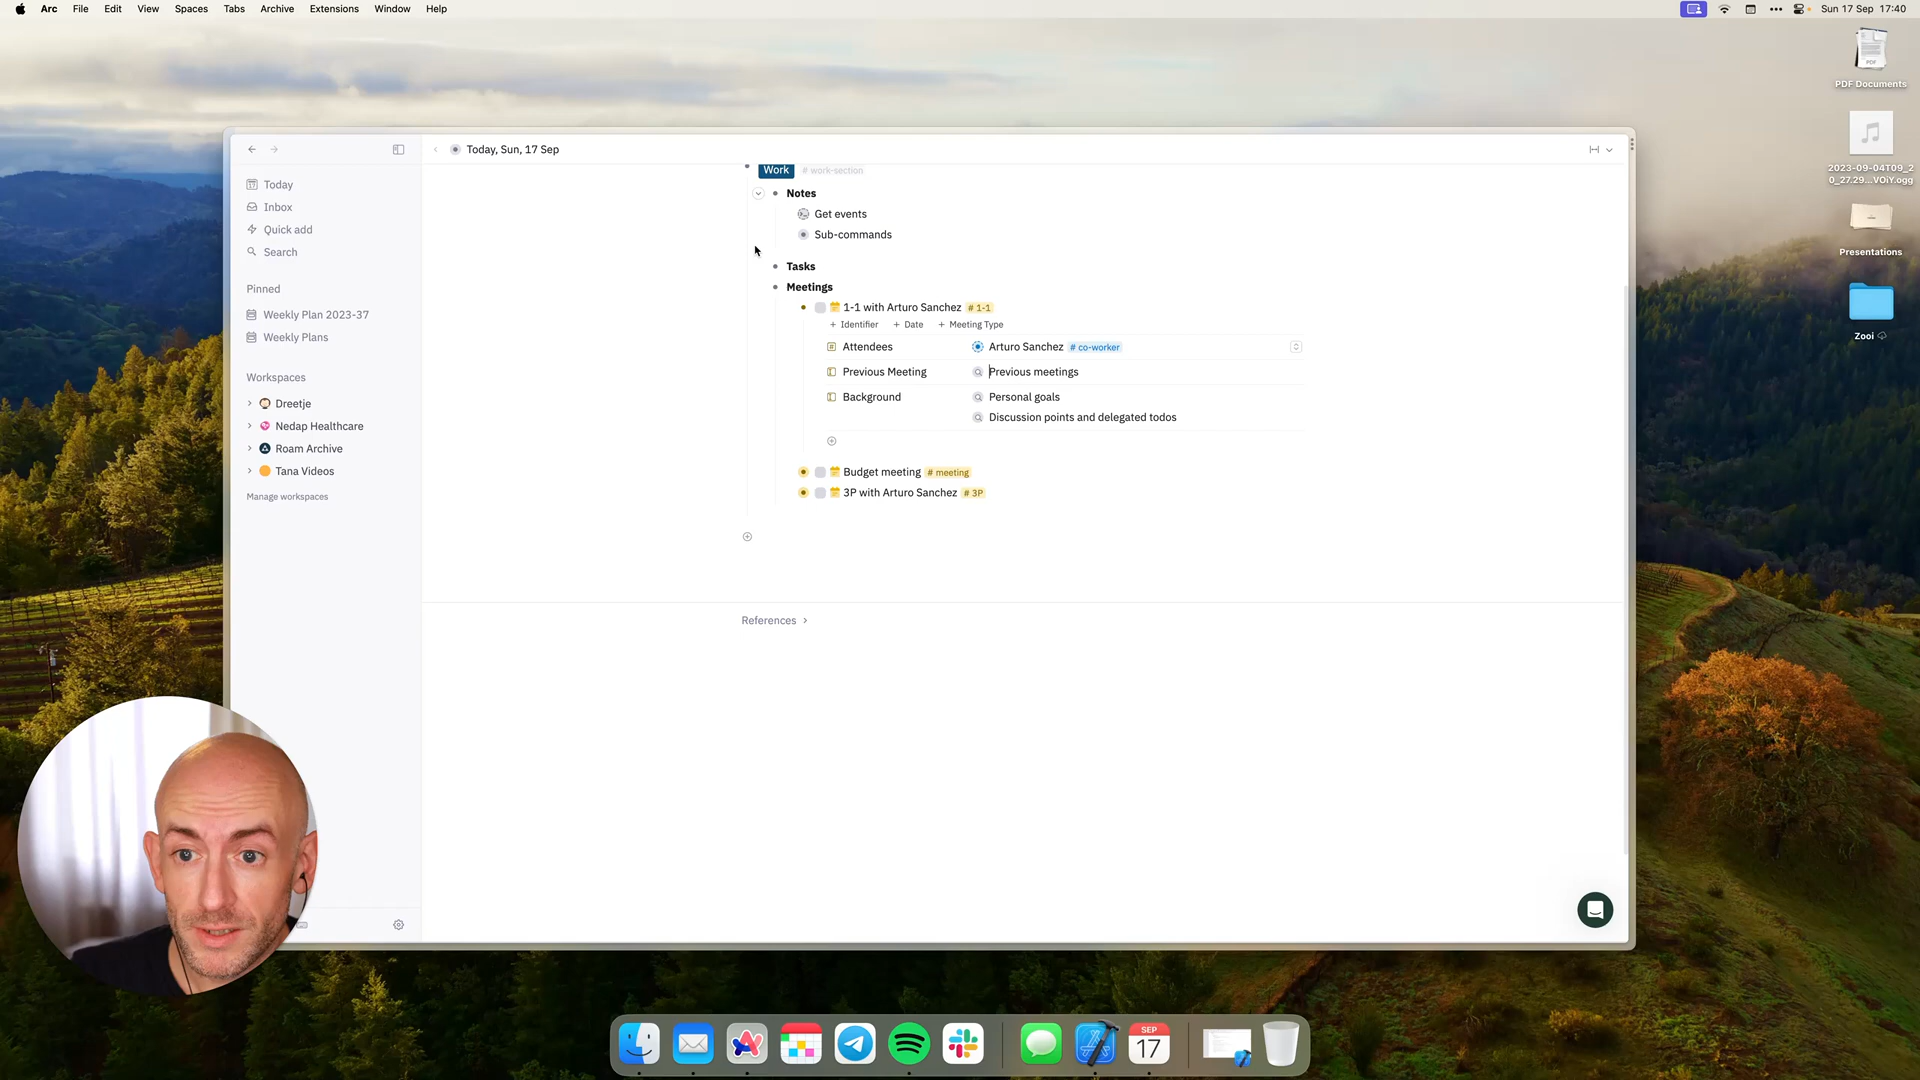 Arc File Edit View Spaces Tabs Archive Extensions Window Help
Sun 17 Sep 17:40
PDF
PDF Documents
2023-09-04T09_2
0_27.29...VOiY.ogg
Presentations
Zooi
Today, Sun, 17 Sep
Today
Inbox
Quick add
Search
Pinned
Weekly Plan 2023-37
Weekly Plans
Workspaces
Dreetje
Nedap Healthcare
Roam Archive
Tana Videos
Manage workspaces
Work # work-section
Notes
Get events
Sub-commands
Tasks
Meetings
1-1 with Arturo Sanchez # 1-1
+ Identifier + Date + Meeting Type
Attendees Arturo Sanchez # co-worker
Previous Meeting Previous meetings
Background Personal goals
Discussion points and delegated todos
Budget meeting # meeting
3P with Arturo Sanchez # 3P
References >
SEP
17